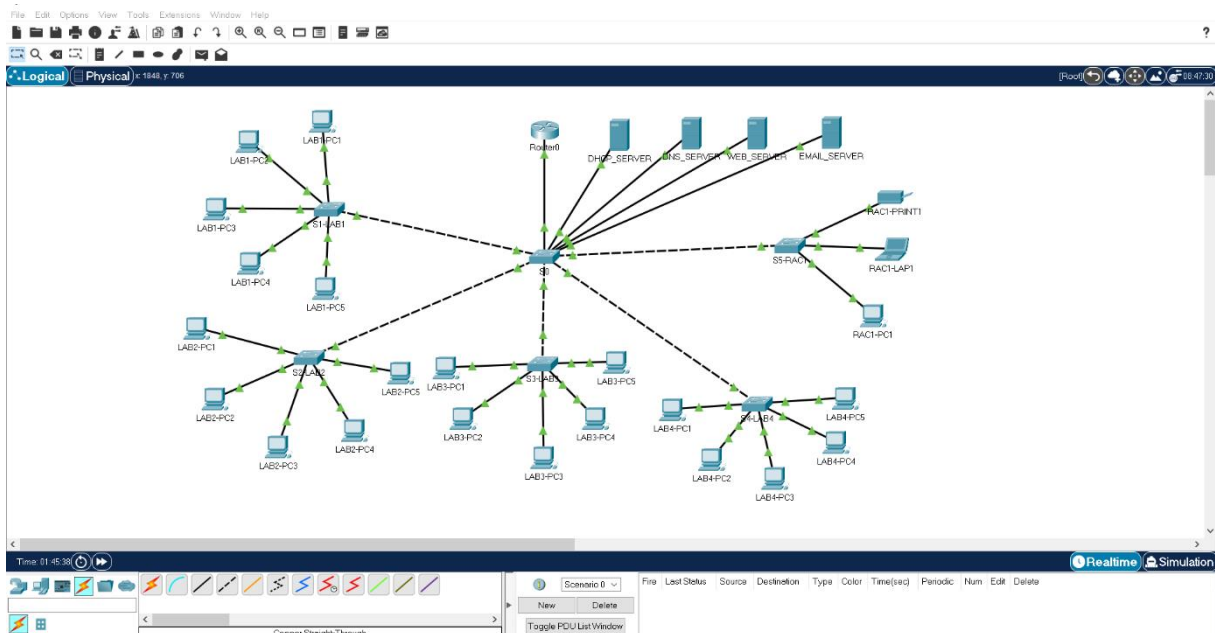 File Edit Options View Tools Extensions Window Help
?
Logical Physical x: 1848, y: 706 [Root] 08:47:30
LAB1-PC1
LAB1-PC2
Router0
DHCP_SERVER DNS_SERVER WEB_SERVER EMAIL_SERVER
RAC1-PRINT1
LAB1-PC3
S1-LAB1
S5-RAC1
RAC1-LAP1
S0
LAB1-PC4
LAB1-PC5
RAC1-PC1
LAB2-PC1
S2-LAB2
LAB2-PC5
LAB3-PC1
S3-LAB3
LAB3-PC5
LAB2-PC2
LAB3-PC2
LAB3-PC4
LAB4-PC1
S4-LAB4
LAB4-PC5
LAB2-PC4
LAB2-PC3
LAB3-PC3
LAB4-PC4
LAB4-PC2
LAB4-PC3
Time: 01:45:38 Realtime Simulation
Scenario 0 Fire Last Status Source Destination Type Color Time(sec) Periodic Num Edit Delete
New Delete
Toggle PDU List Window
Copper Straight-Through